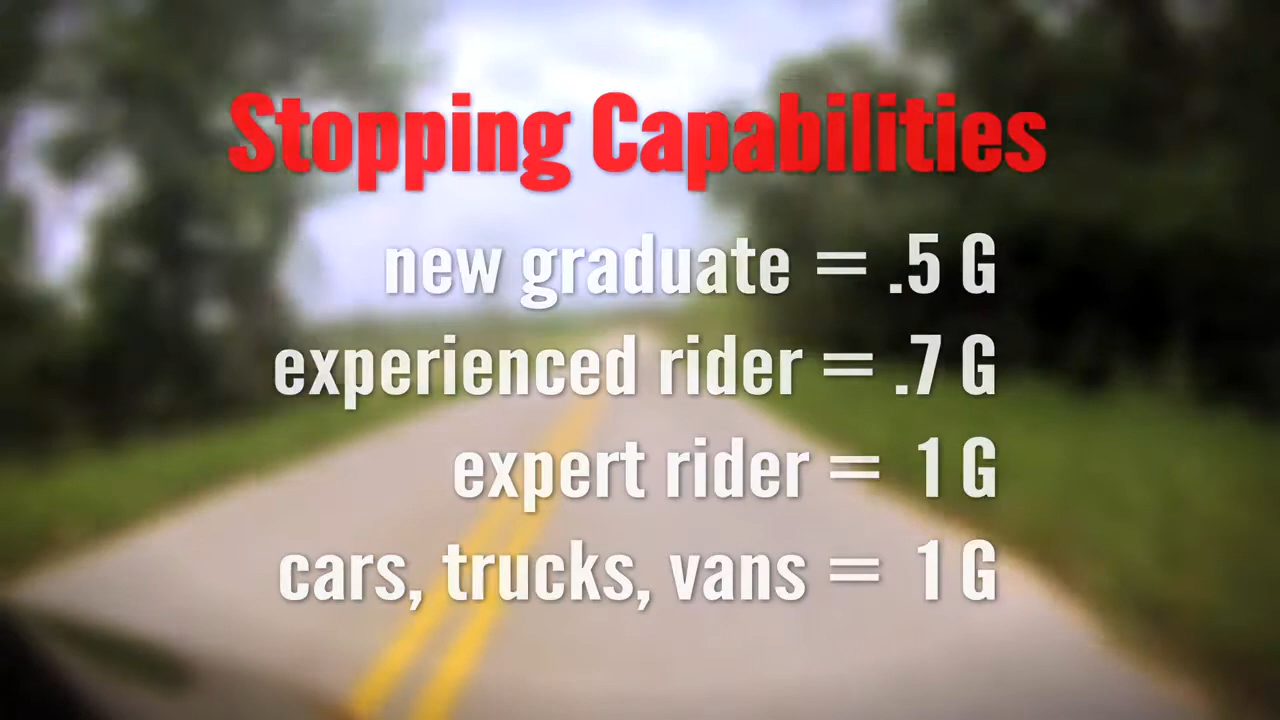 Stopping Capabilities
new graduate = .5 G
experienced rider = .7 G
expert rider = 1 G
cars, trucks, vans = 1 G